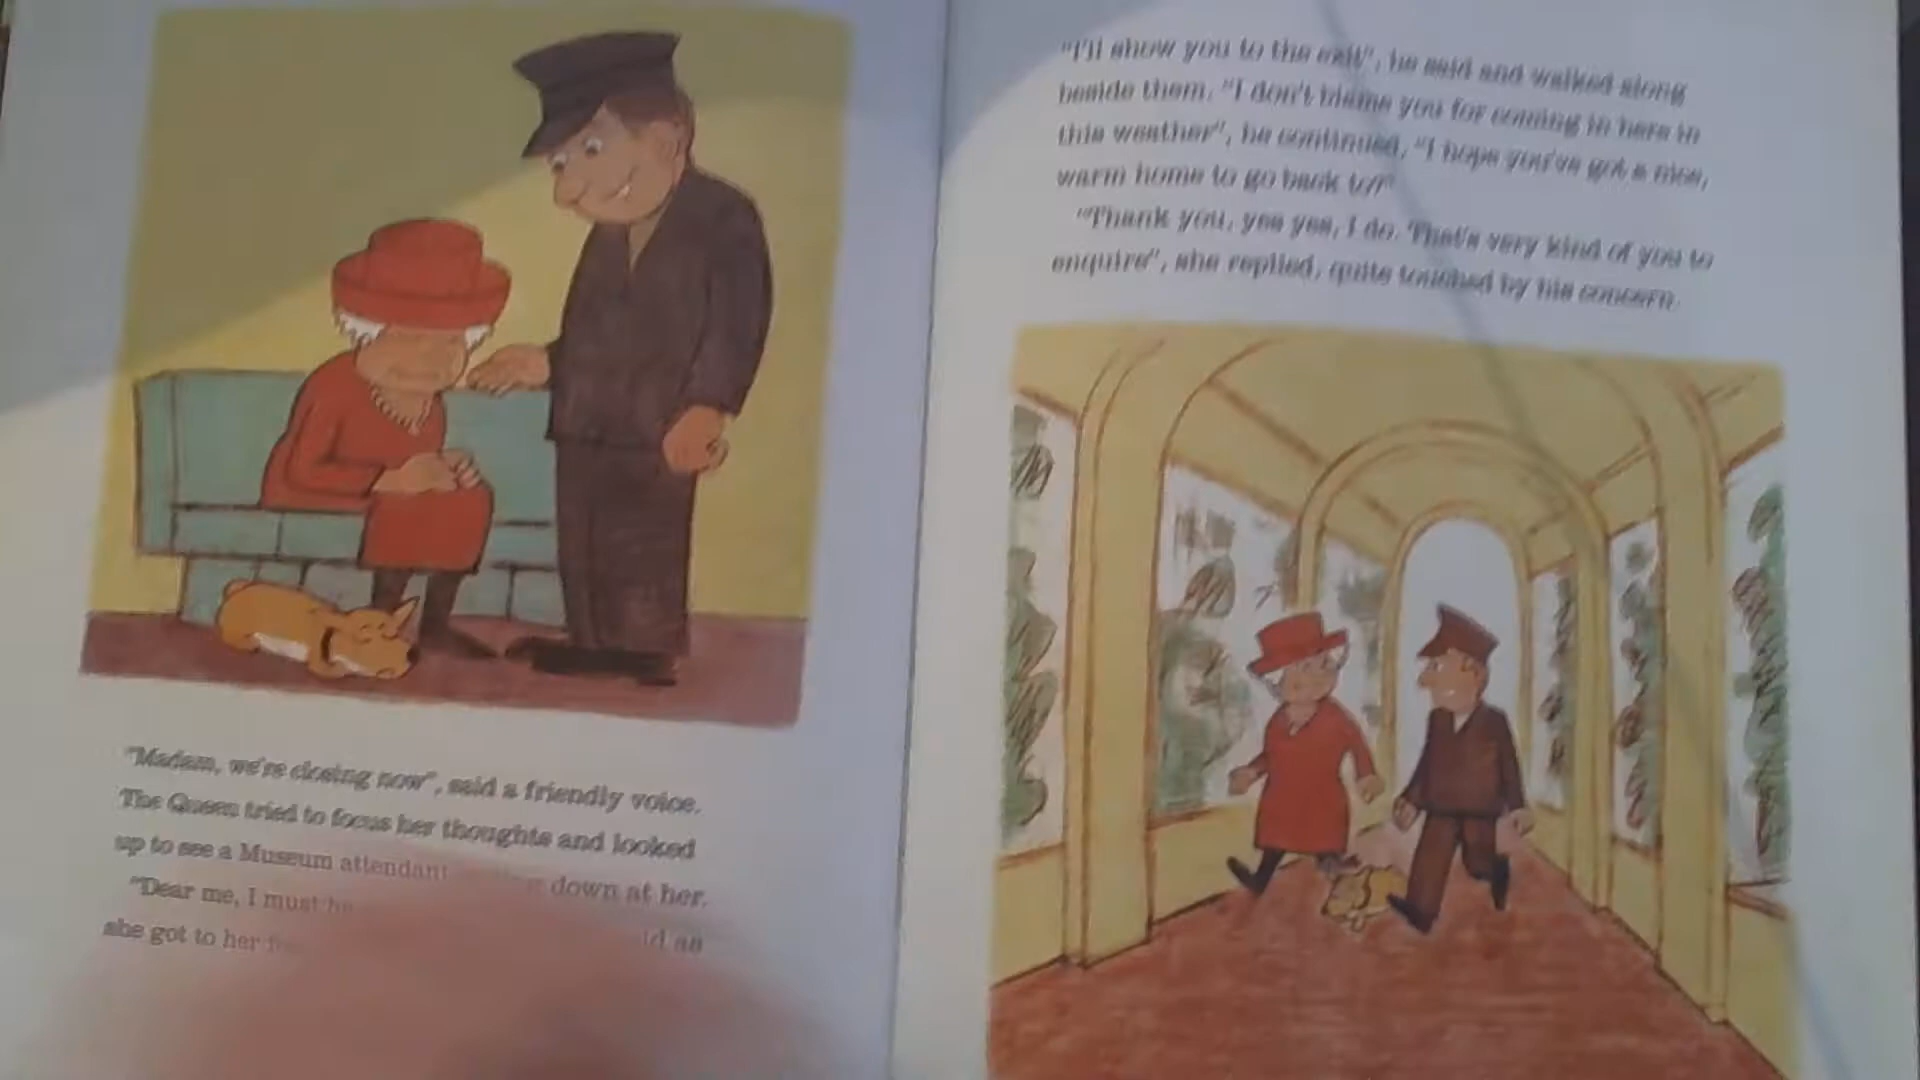 "Madam, we're closing now", said a friendly voice.
The Queen tried to focus her thoughts and looked
up to see a Museum attendant down at her.
"Dear me, I must
she got to her
"I'll show you to the exit", he said and walked along
beside them. "I don't blame you for coming in here in
this weather", he continued, "I hope you've got a nice,
warm home to go back to?"
"Thank you, yes yes, I do. That's very kind of you to
enquire", she replied, quite touched by his concern.